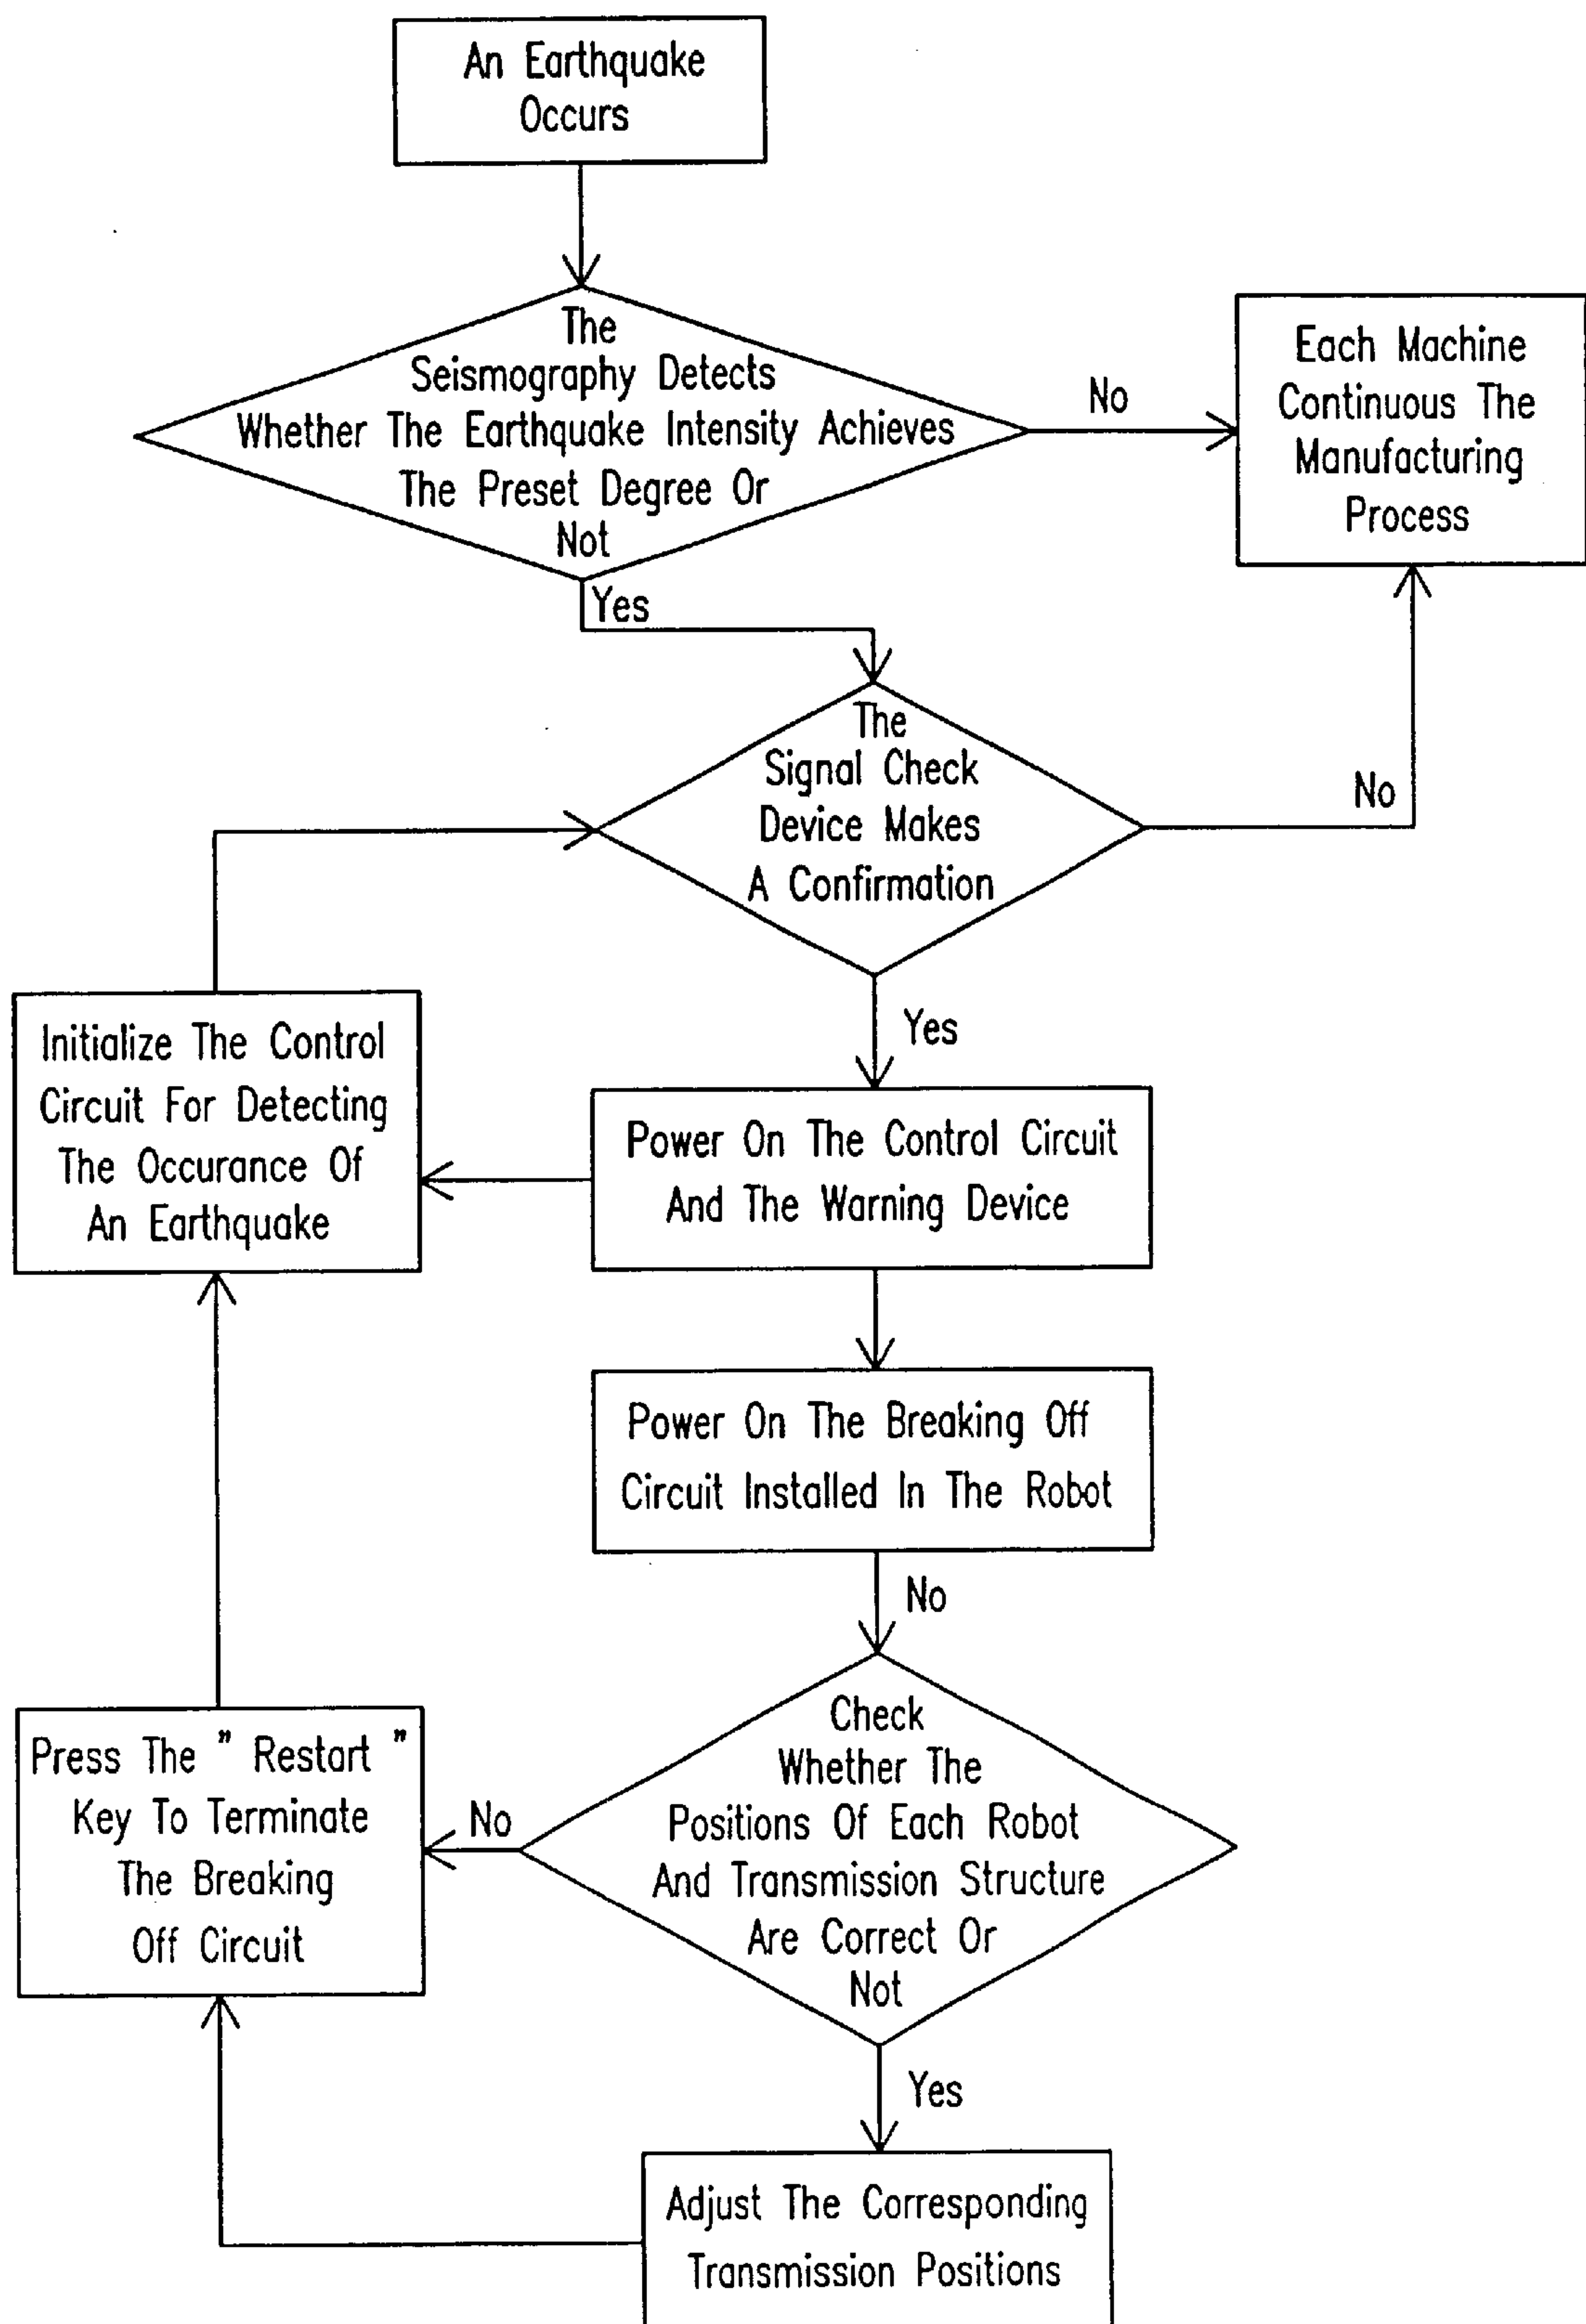 An Earthquake
Occurs
The
Seismography Detects
Whether The Earthquake Intensity Achieves
The Preset Degree Or
Not
No
Each Machine
Continuous The
Manufacturing
Process
Yes
The
Signal Check
Device Makes
A Confirmation
No
Yes
Initialize The Control
Circuit For Detecting
The Occurance Of
An Earthquake
Power On The Control Circuit
And The Warning Device
Power On The Breaking Off
Circuit Installed In The Robot
No
Check
Whether The
Positions Of Each Robot
And Transmission Structure
Are Correct Or
Not
No
Press The " Restart "
Key To Terminate
The Breaking
Off Circuit
Yes
Adjust The Corresponding
Transmission Positions